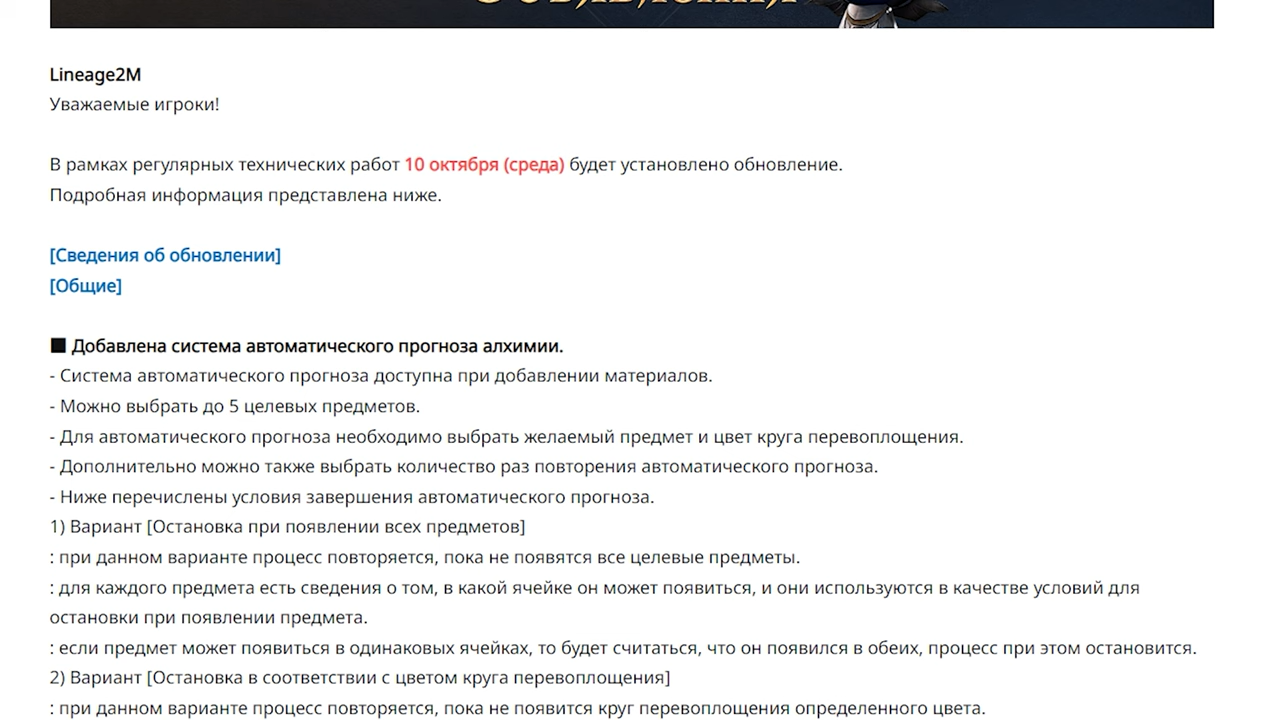 Lineage2M
Уважаемые игроки!
В рамках регулярных технических работ 10 октября (среда) будет установлено обновление.
Подробная информация представлена ниже.
[Сведения об обновлении]
[Общие]
■ Добавлена система автоматического прогноза алхимии.
- Система автоматического прогноза доступна при добавлении материалов.
- Можно выбрать до 5 целевых предметов.
- Для автоматического прогноза необходимо выбрать желаемый предмет и цвет круга перевоплощения.
- Дополнительно можно также выбрать количество раз повторения автоматического прогноза.
- Ниже перечислены условия завершения автоматического прогноза.
1) Вариант [Остановка при появлении всех предметов]
: при данном варианте процесс повторяется, пока не появятся все целевые предметы.
: для каждого предмета есть сведения о том, в какой ячейке он может появиться, и они используются в качестве условий для
остановки при появлении предмета.
: если предмет может появиться в одинаковых ячейках, то будет считаться, что он появился в обеих, процесс при этом остановится.
2) Вариант [Остановка в соответствии с цветом круга перевоплощения]
: при данном варианте процесс повторяется, пока не появится круг перевоплощения определенного цвета.